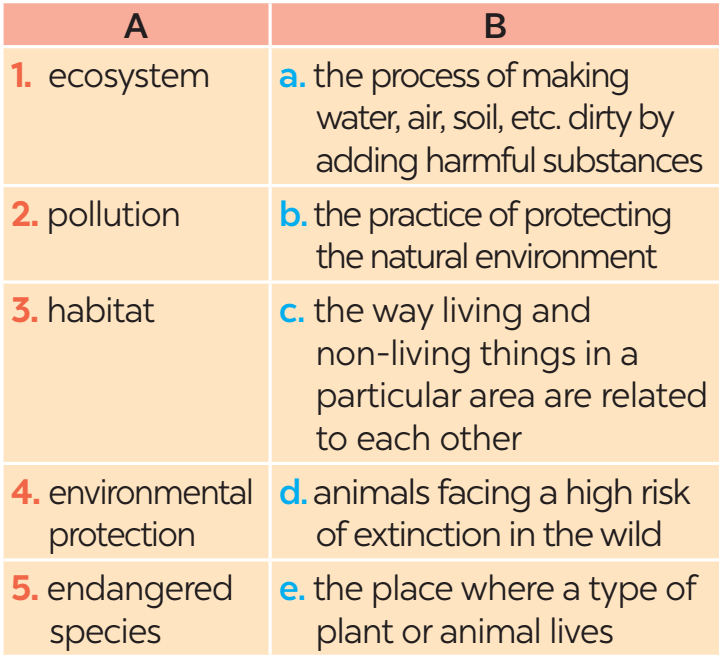 A B
1. ecosystem
a. the process of making
water, air, soil, etc. dirty by
adding harmful substances
2. pollution
b. the practice of protecting
the natural environment
3. habitat
c. the way living and
non-living things in a
particular area are related
to each other
4. environmental
protection
d. animals facing a high risk
of extinction in the wild
5. endangered
species
e. the place where a type of
plant or animal lives